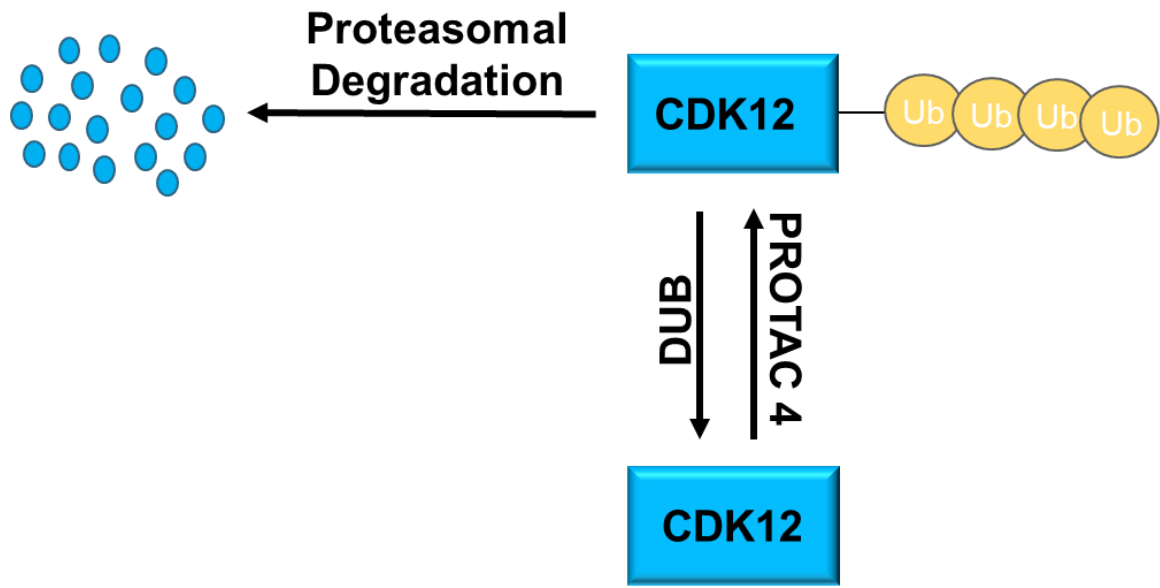 Proteasomal
Degradation
CDK12
Ub
Ub
Ub
Ub
DUB
PROTAC 4
CDK12